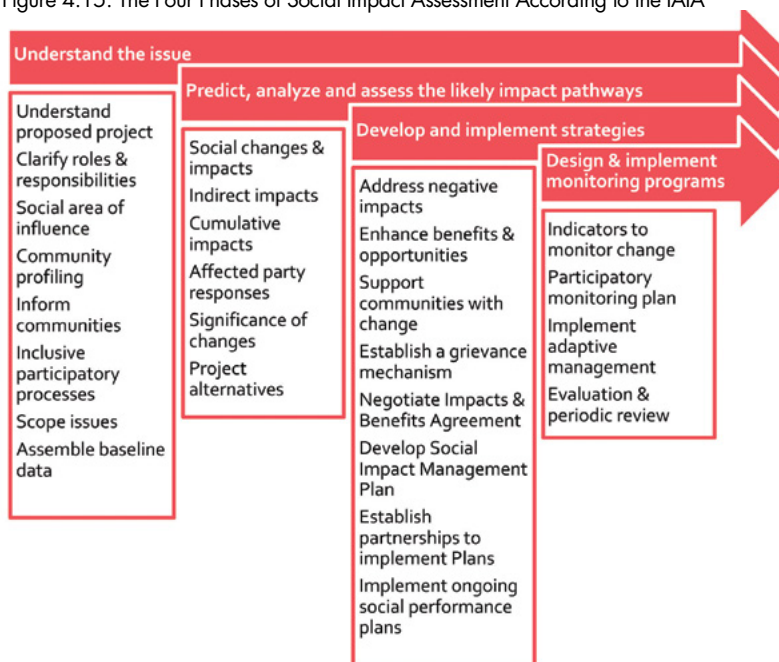 Figure 4.15: The Four Phases of Social Impact Assessment According to the IAIA
Understand the issue
Understand
proposed project
Clarify roles &
responsibilities
Social area of
influence
Community
profiling
Inform
communities
Inclusive
participatory
processes
Scope issues
Assemble baseline
data
Predict, analyze and assess the likely impact pathways
Social changes &
impacts
Indirect impacts
Cumulative
impacts
Affected party
responses
Significance of
changes
Project
alternatives
Develop and implement strategies
Address negative
impacts
Enhance benefits &
opportunities
Support
communities with
change
Establish a grievance
mechanism
Negotiate Impacts &
Benefits Agreement
Develop Social
Impact Management
Plan
Establish
partnerships to
implement Plans
Implement ongoing
social performance
plans
Design & implement
monitoring programs
Indicators to
monitor change
Participatory
monitoring plan
Implement
adaptive
management
Evaluation &
periodic review